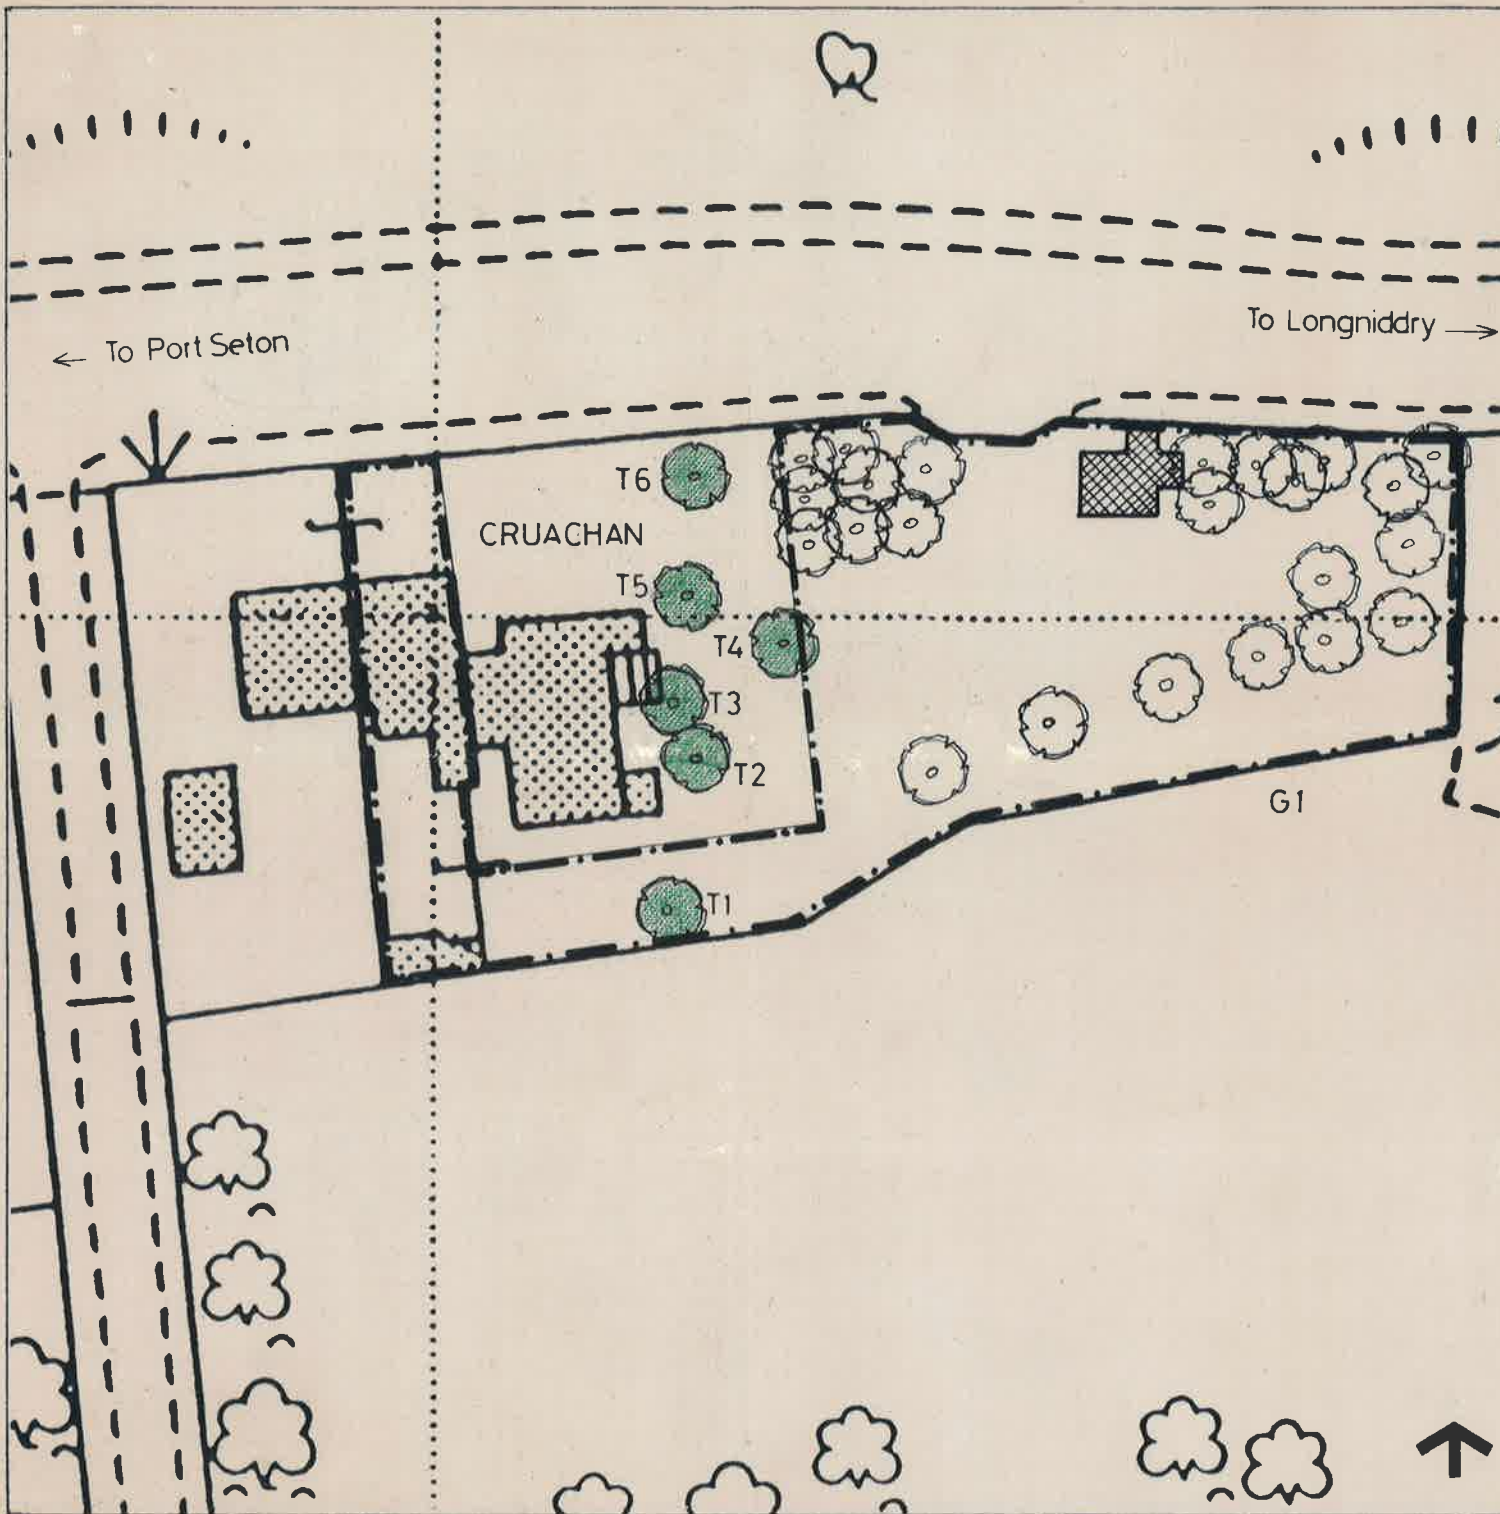 ← To Port Seton
To Longniddry →
T6
CRUACHAN
T5
T4
T3
T2
G1
T1